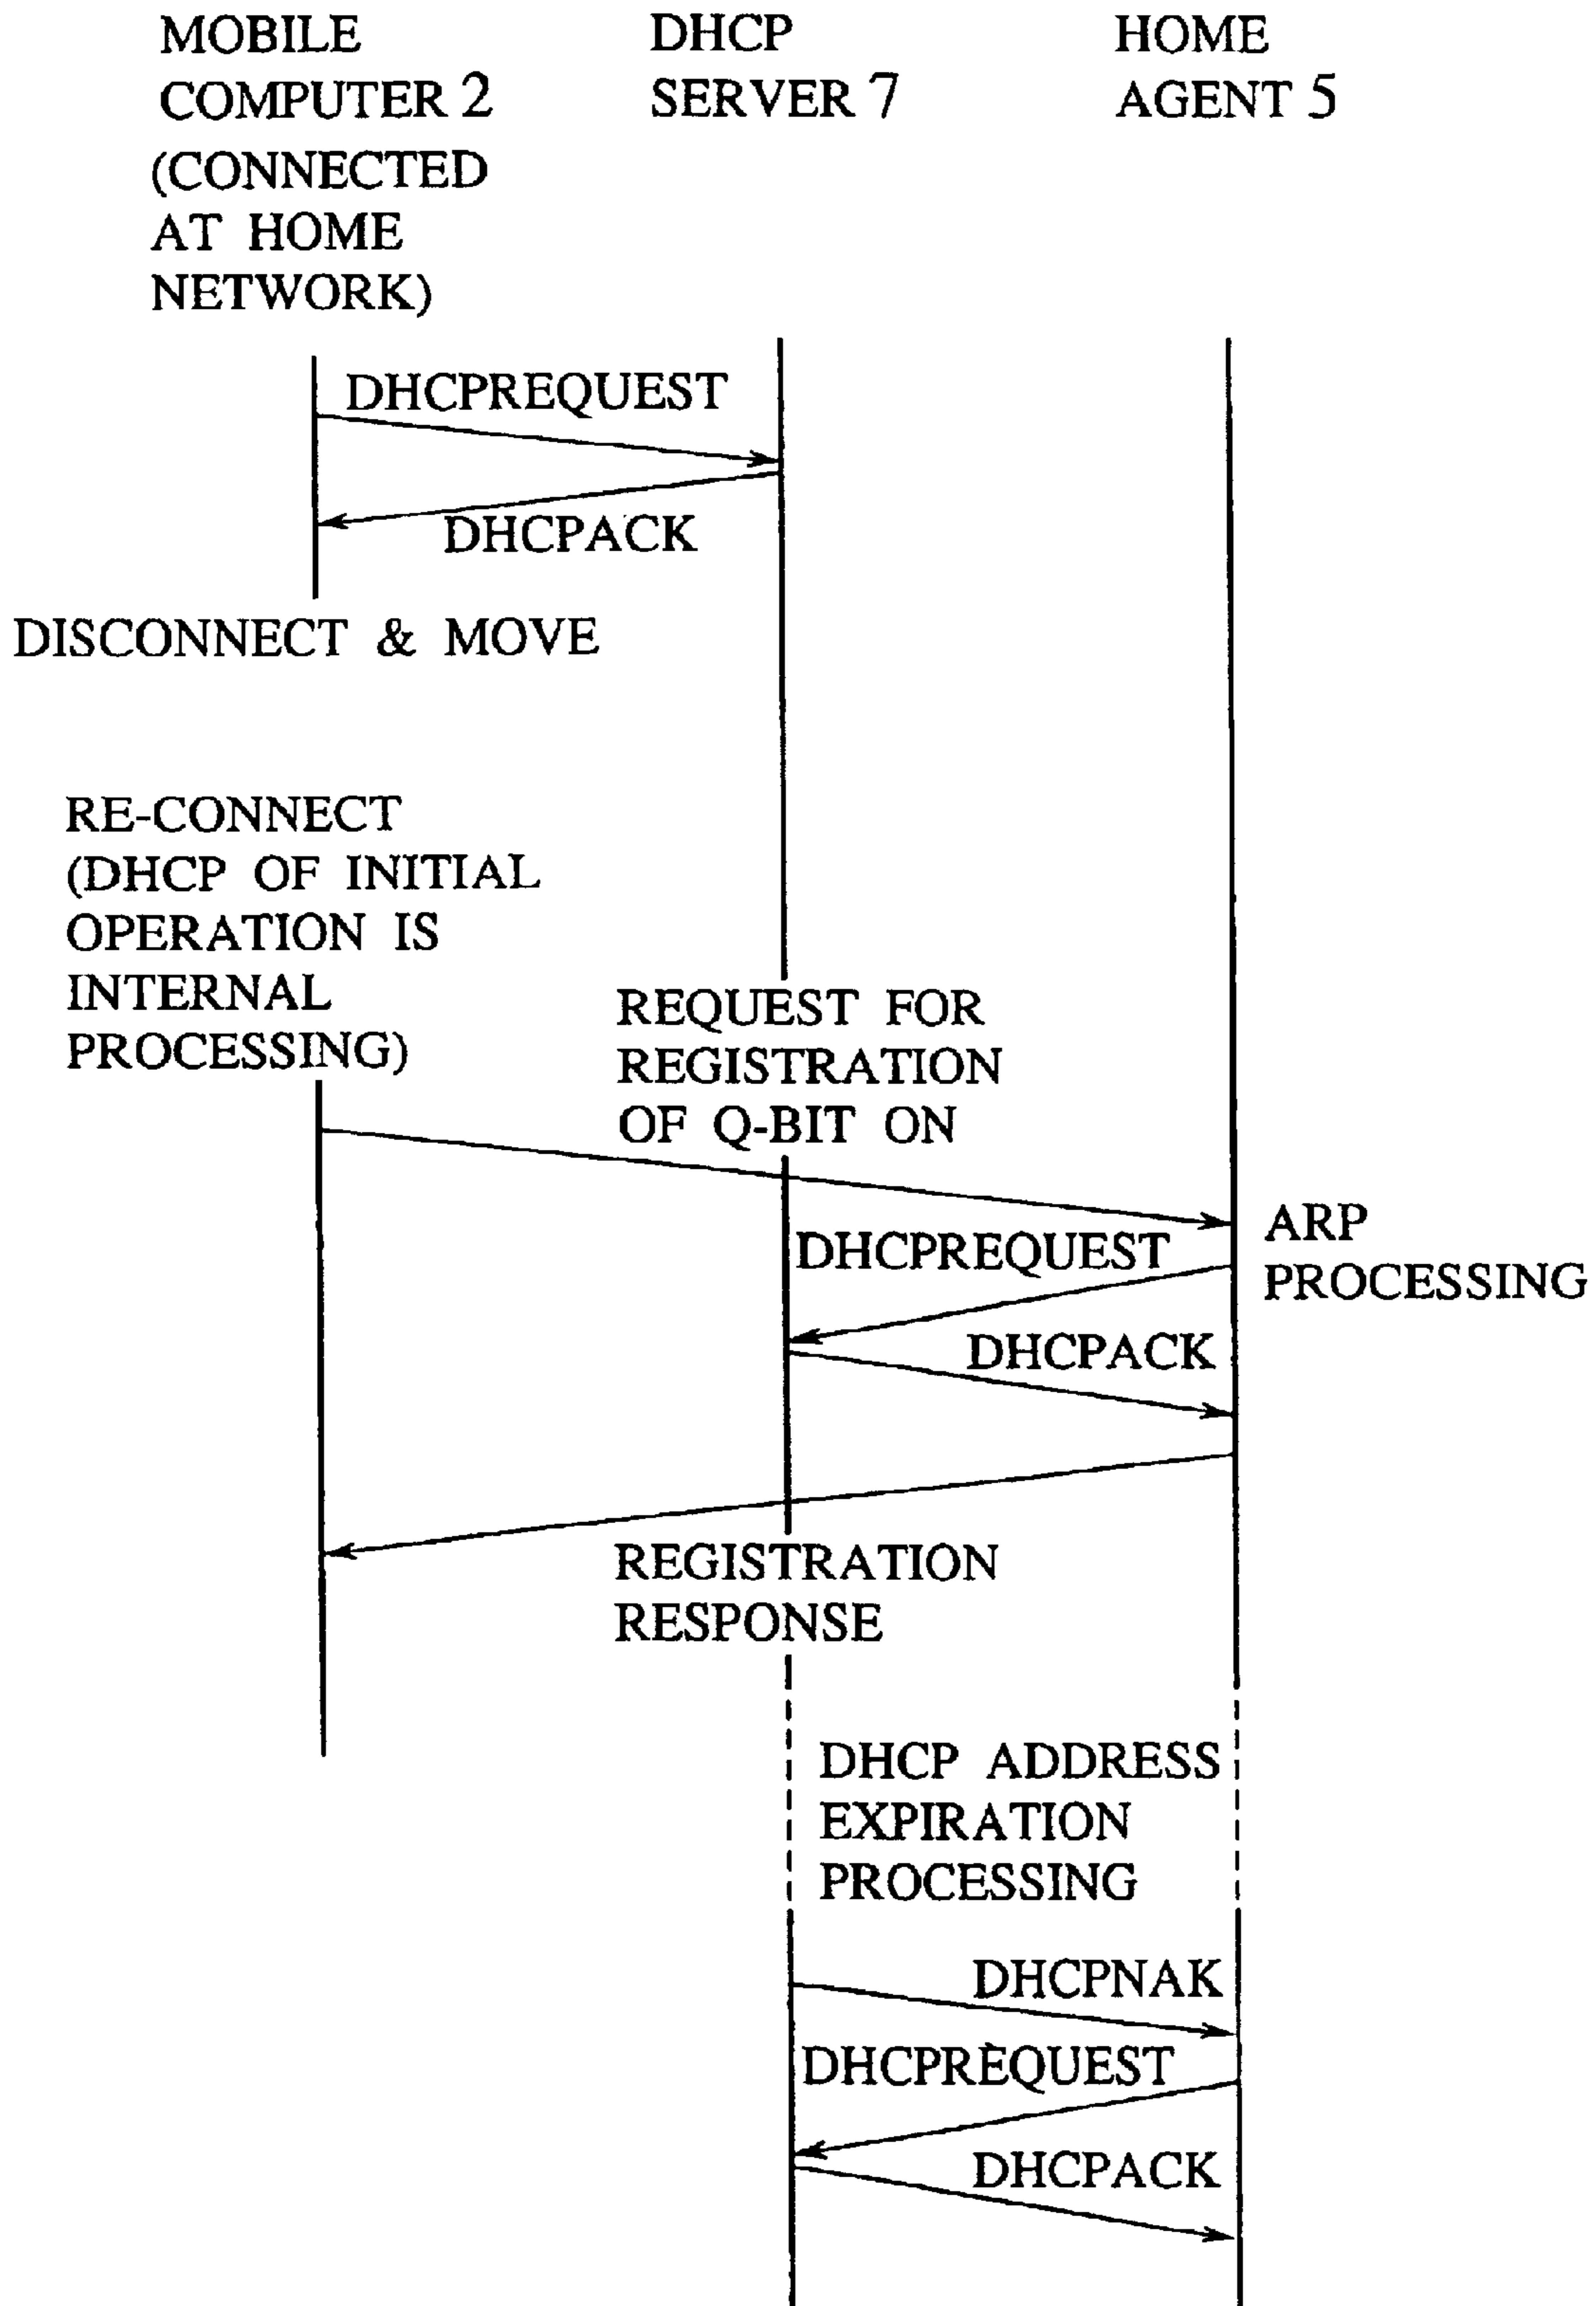 MOBILE
COMPUTER 2
(CONNECTED
AT HOME
NETWORK)
DHCP
SERVER 7
HOME
AGENT 5
DHCPREQUEST
DHCPACK
DISCONNECT & MOVE
RE-CONNECT
(DHCP OF INITIAL
OPERATION IS
INTERNAL
PROCESSING)
REQUEST FOR
REGISTRATION
OF Q-BIT ON
ARP
PROCESSING
DHCPREQUEST
DHCPACK
REGISTRATION
RESPONSE
DHCP ADDRESS
EXPIRATION
PROCESSING
DHCPNAK
DHCPREQUEST
DHCPACK